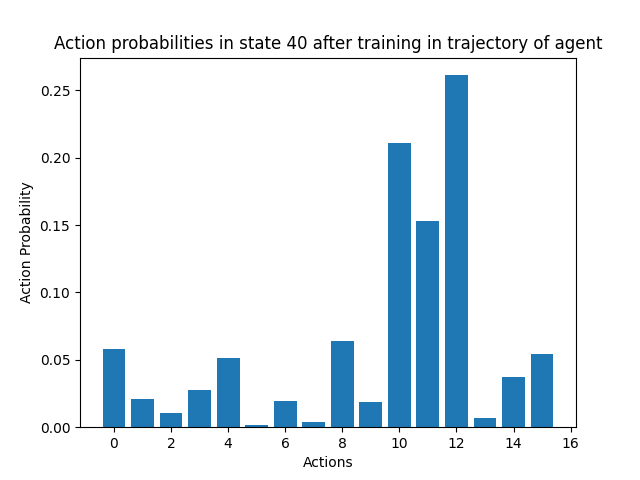 Action probabilities in state 40 after training in trajectory of agent
0.25
0.20
0.15
0.10
0.05
0.00
Action Probability
0 2 4 6 8 10 12 14 16
Actions